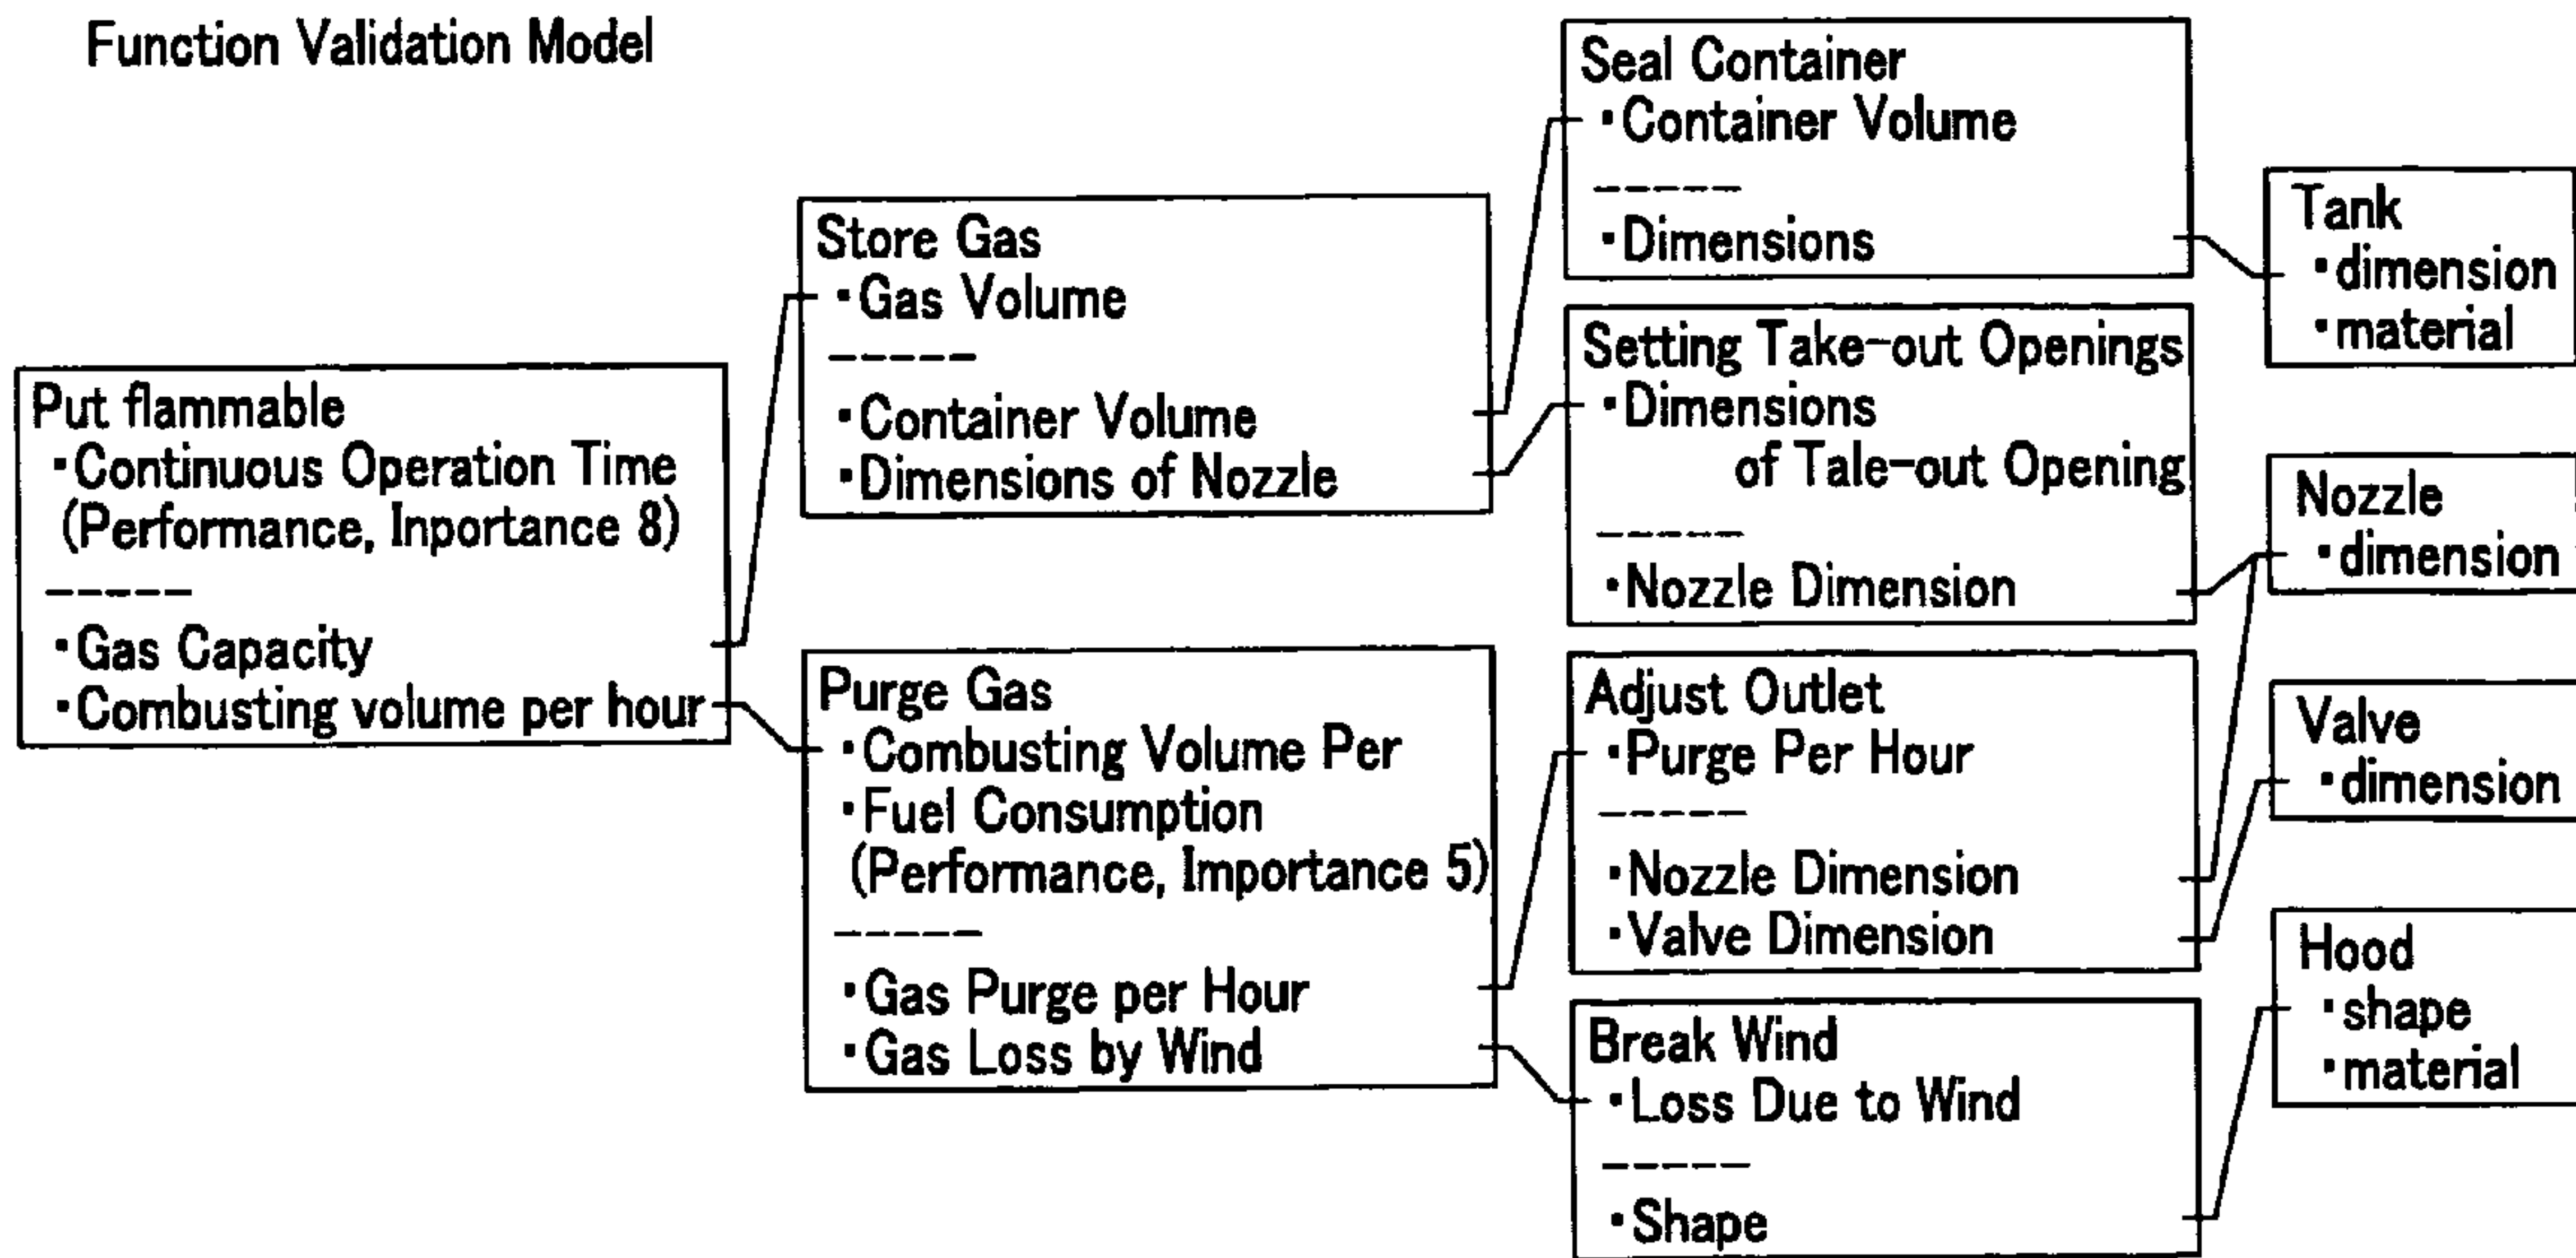 Function Validation Model
Put flammable
・Continuous Operation Time
(Performance, Inportance 8)
-----
・Gas Capacity
・Combusting volume per hour
Store Gas
・Gas Volume
-----
・Container Volume
・Dimensions of Nozzle
Purge Gas
・Combusting Volume Per
・Fuel Consumption
(Performance, Importance 5)
-----
・Gas Purge per Hour
・Gas Loss by Wind
Seal Container
・Container Volume
-----
・Dimensions
Setting Take-out Openings
・Dimensions
of Tale-out Opening
-----
・Nozzle Dimension
Adjust Outlet
・Purge Per Hour
-----
・Nozzle Dimension
・Valve Dimension
Break Wind
・Loss Due to Wind
-----
・Shape
Tank
・dimension
・material
Nozzle
・dimension
Valve
・dimension
Hood
・shape
・material